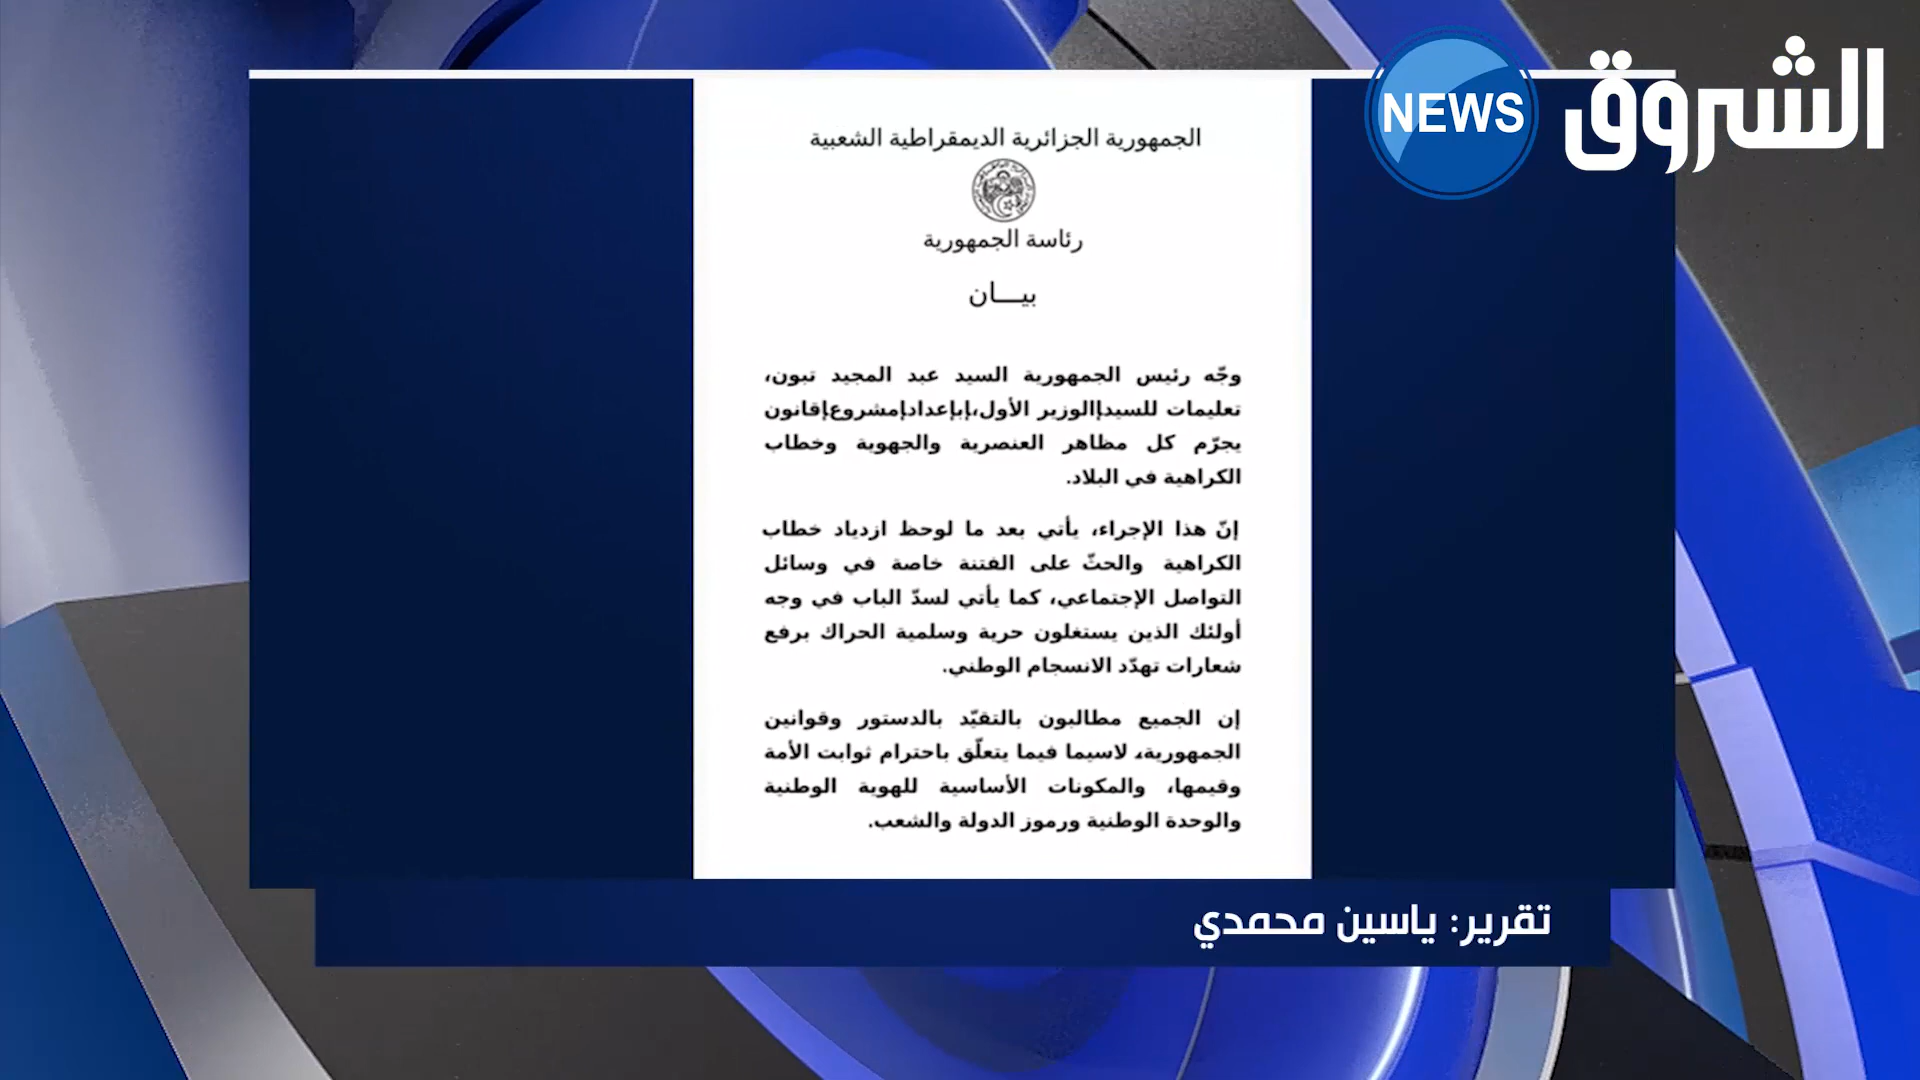 الشروق
NEWS
الجمهورية الجزائرية الديمقراطية الشعبية
رئاسة الجمهورية
بيـــان
وجّه رئيس الجمهورية السيد عبد المجيد تبون،
تعليمات للسيدإالوزير الأول،إبإعدادإمشروعإقانون
يجرّم كل مظاهر العنصرية والجهوية وخطاب
الكراهية في البلاد.
إنّ هذا الإجراء، يأتي بعد ما لوحظ ازدياد خطاب
الكراهية والحثّ على الفتنة خاصة في وسائل
التواصل الإجتماعي، كما يأتي لسدّ الباب في وجه
أولئك الذين يستغلون حرية وسلمية الحراك برفع
شعارات تهدّد الانسجام الوطني.
إن الجميع مطالبون بالتقيّد بالدستور وقوانين
الجمهورية، لاسيما فيما يتعلّق باحترام ثوابت الأمة
وقيمها، والمكونات الأساسية للهوية الوطنية
والوحدة الوطنية ورموز الدولة والشعب.
تقرير: ياسين محمدي